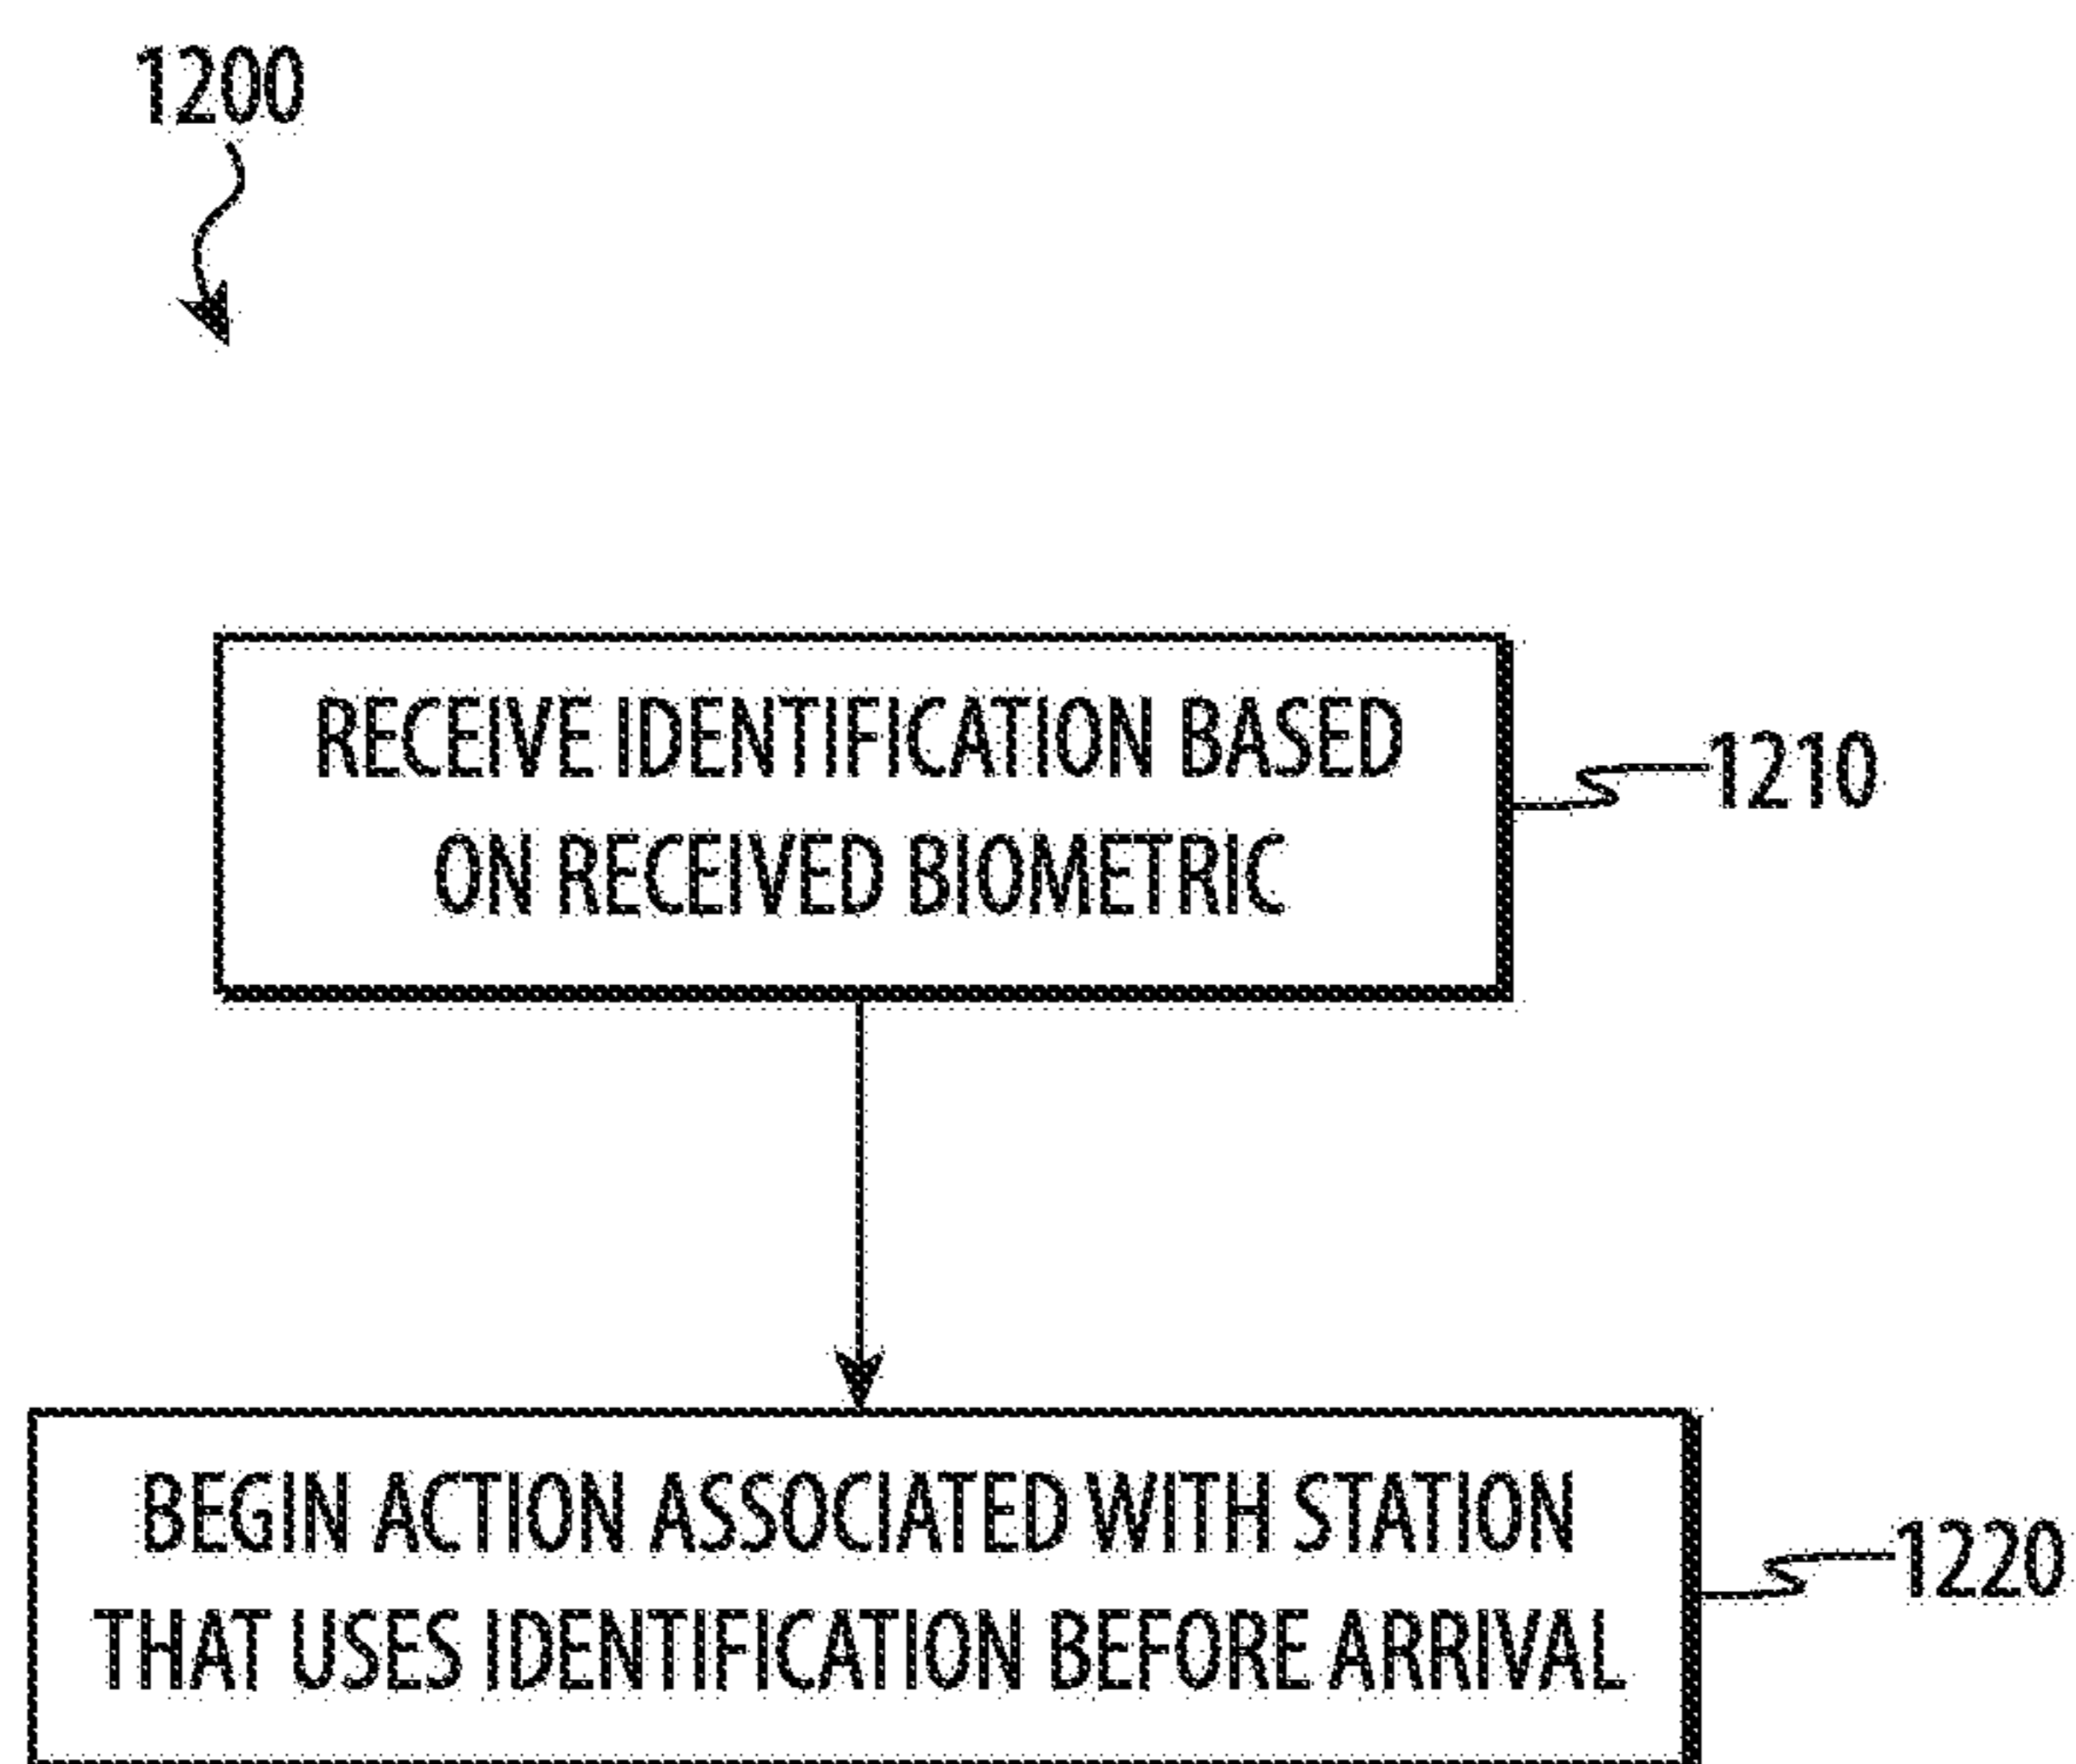 1200
RECEIVE IDENTIFICATION BASED
ON RECEIVED BIOMETRIC
1210
BEGIN ACTION ASSOCIATED WITH STATION
THAT USES IDENTIFICATION BEFORE ARRIVAL
1220